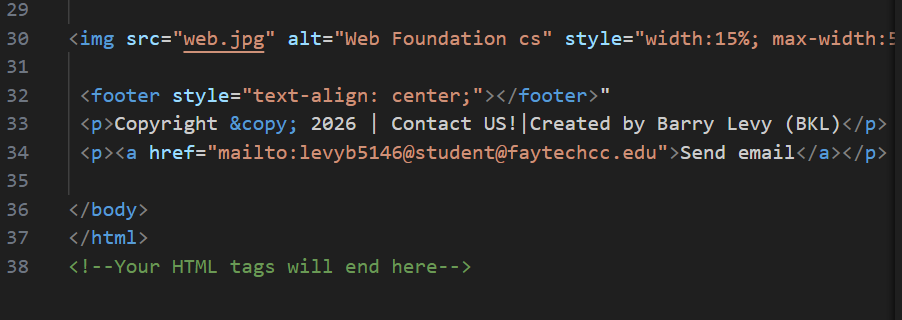 29
30 <img src="web.jpg" alt="Web Foundation cs" style="width:15%; max-width:5
31
32 <footer style="text-align: center;"></footer>"
33 <p>Copyright &copy; 2026 | Contact US!|Created by Barry Levy (BKL)</p>
34 <p><a href="mailto:levyb5146@student@faytechcc.edu">Send email</a></p>
35
36 </body>
37 </html>
38 <!--Your HTML tags will end here-->